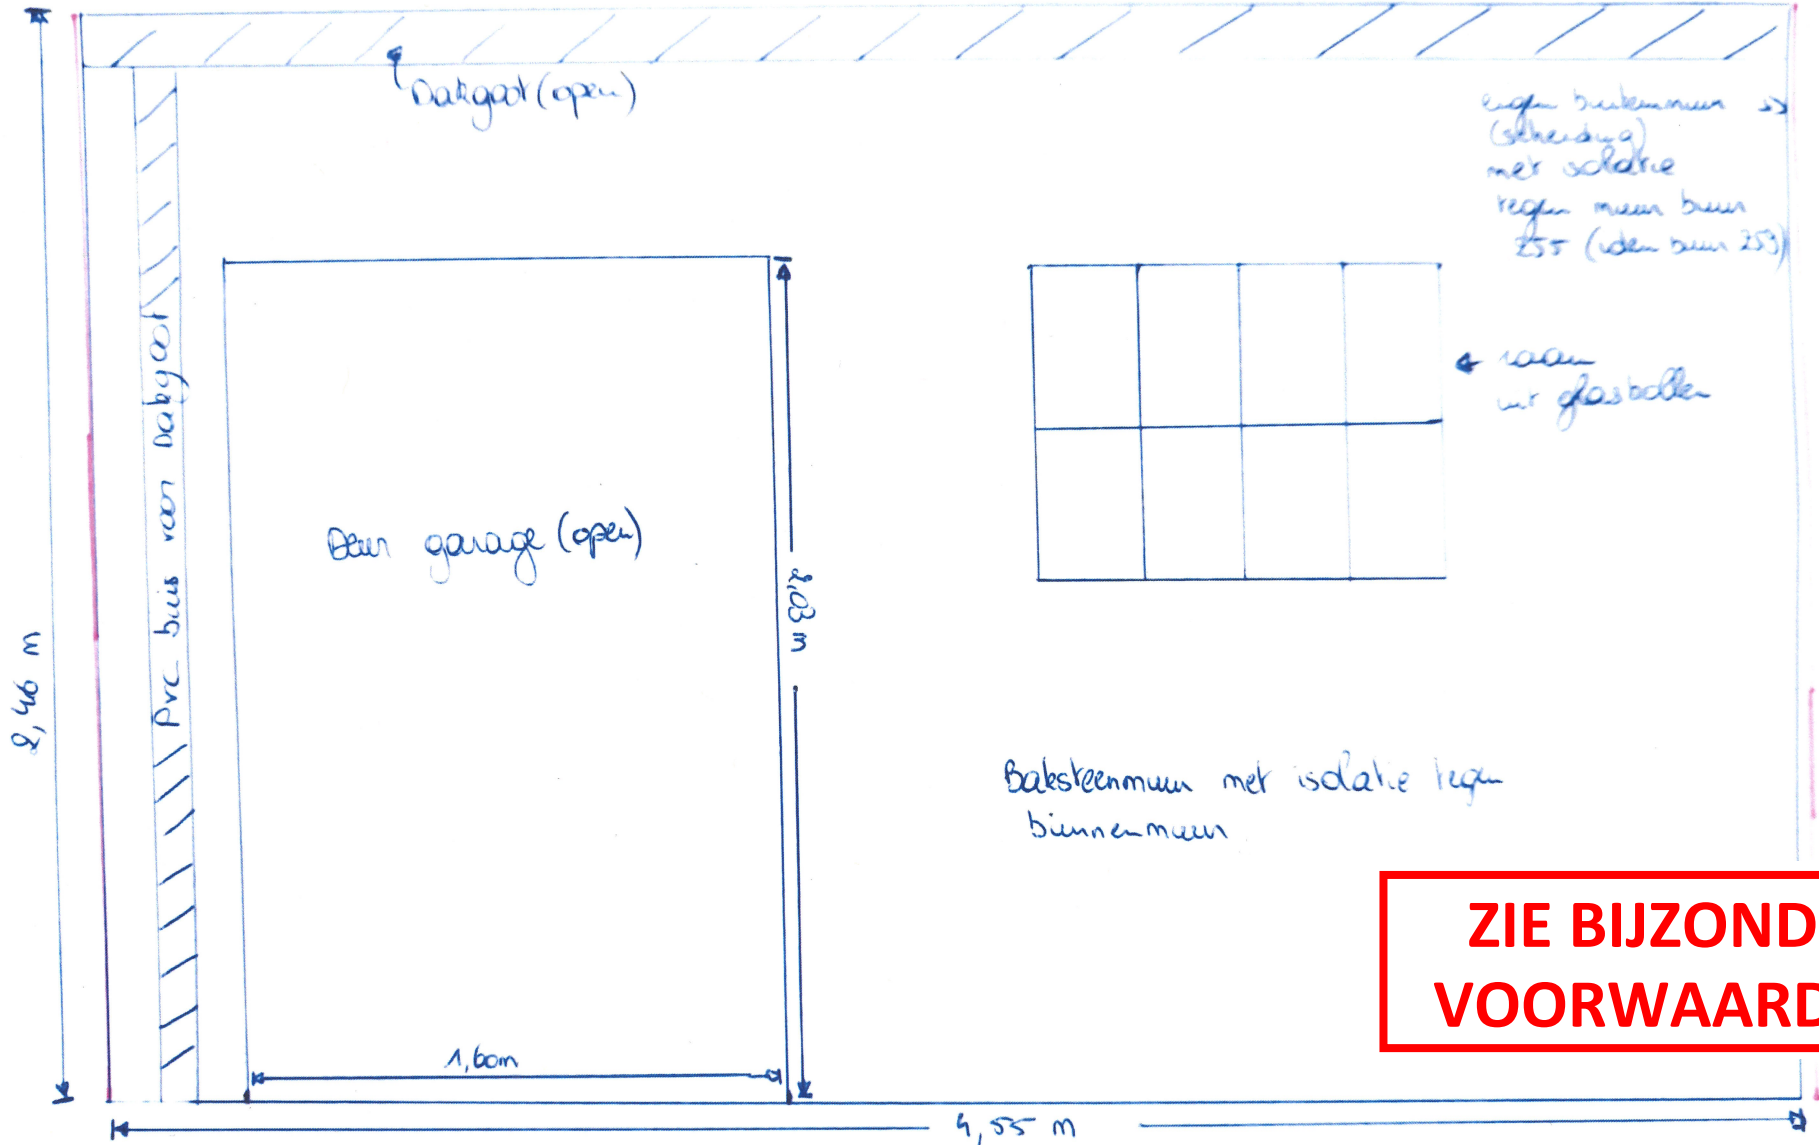 Dakgoot (open)
eigen buitenmuur
(scheiding)
met isolatie
tegen muur buur
255 (idem buur 253)
Pvc buis voor Dakgoot
raam
uit glasbollen
Deur garage (open)
2,03 m
2,46 m
Baksteenmuur met isolatie tegen
binnenmuur
ZIE BIJZOND
VOORWAARD
1,60m
4,55 m